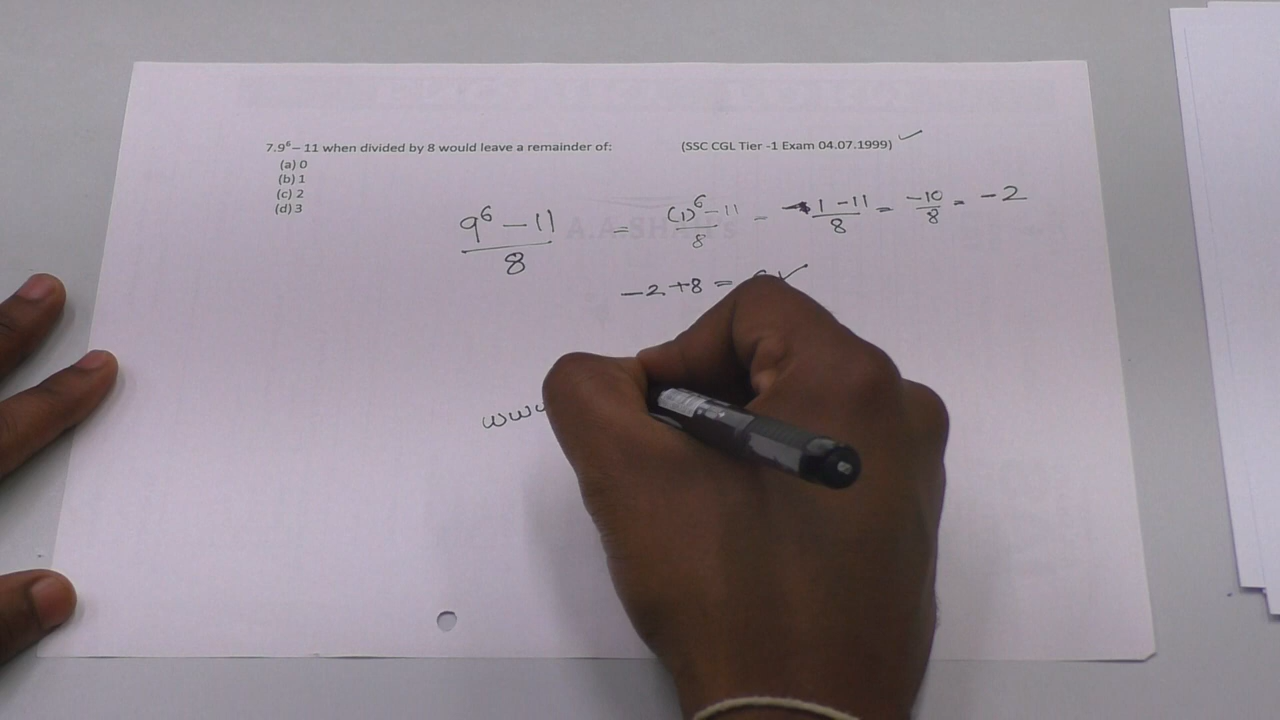 7.9⁶– 11 when divided by 8 would leave a remainder of: (SSC CGL Tier -1 Exam 04.07.1999)
(a) 0
(b) 1
(c) 2
(d) 3
9⁶ – 11 / 8 = (1)⁶ – 11 / 8 = 1 – 11 / 8 = –10 / 8 = –2
A.A.SHAH's
–2 + 8 =